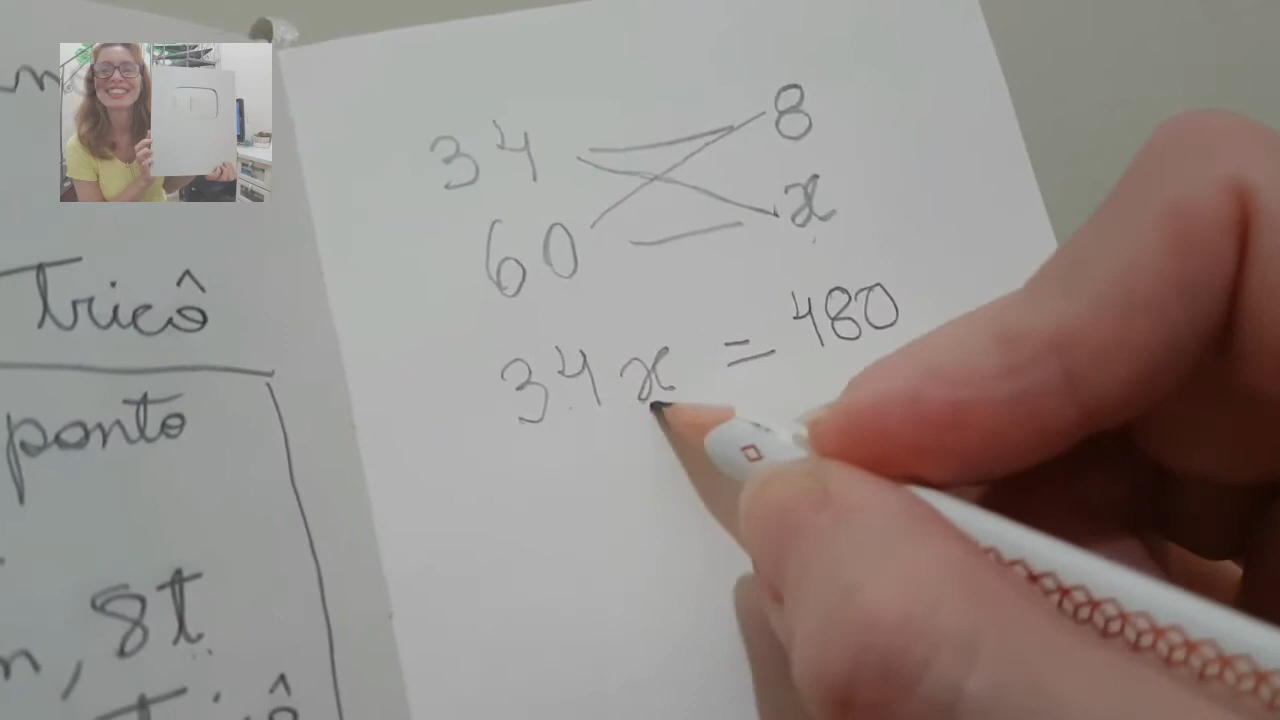 Tricô
ponto
, 8t
34 8
60 x
34x = 480